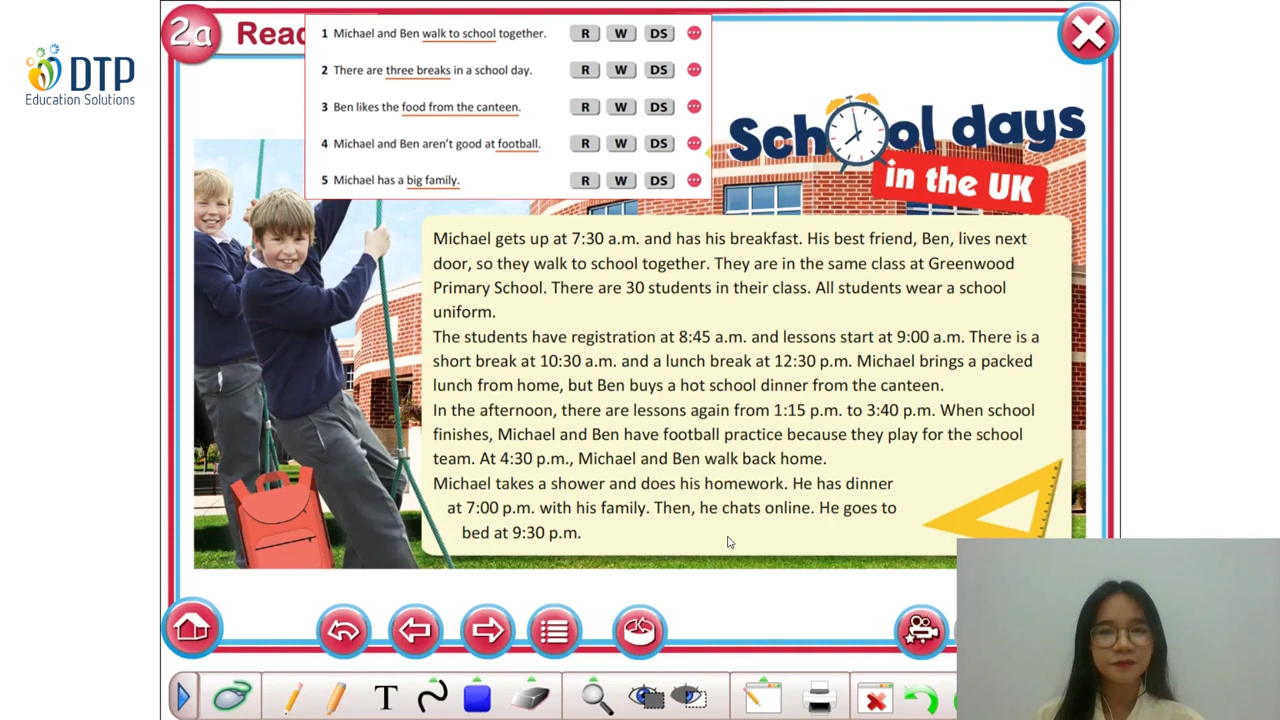 DTP
Education Solutions
2a Read
1 Michael and Ben walk to school together. R W DS
2 There are three breaks in a school day. R W DS
3 Ben likes the food from the canteen. R W DS
4 Michael and Ben aren't good at football. R W DS
5 Michael has a big family. R W DS
School days
in the UK
Michael gets up at 7:30 a.m. and has his breakfast. His best friend, Ben, lives next
door, so they walk to school together. They are in the same class at Greenwood
Primary School. There are 30 students in their class. All students wear a school
uniform.
The students have registration at 8:45 a.m. and lessons start at 9:00 a.m. There is a
short break at 10:30 a.m. and a lunch break at 12:30 p.m. Michael brings a packed
lunch from home, but Ben buys a hot school dinner from the canteen.
In the afternoon, there are lessons again from 1:15 p.m. to 3:40 p.m. When school
finishes, Michael and Ben have football practice because they play for the school
team. At 4:30 p.m., Michael and Ben walk back home.
Michael takes a shower and does his homework. He has dinner
at 7:00 p.m. with his family. Then, he chats online. He goes to
bed at 9:30 p.m.
T